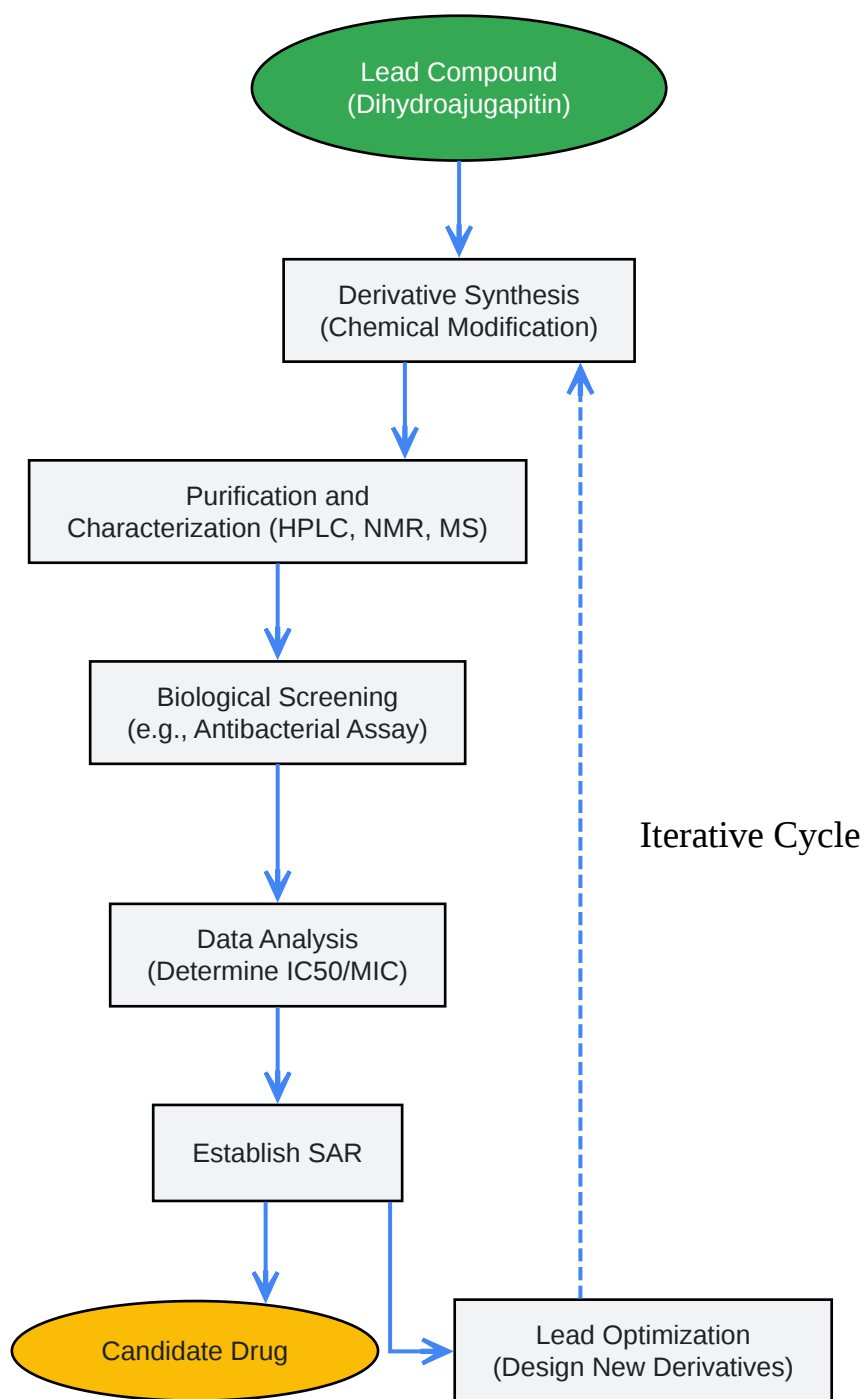 Lead Compound
(Dihydroajugapitin)
Derivative Synthesis
(Chemical Modification)
Purification and
Characterization (HPLC, NMR, MS)
Biological Screening
(e.g., Antibacterial Assay)
Iterative Cycle
Data Analysis
(Determine IC50/MIC)
Establish SAR
Candidate Drug
Lead Optimization
(Design New Derivatives)